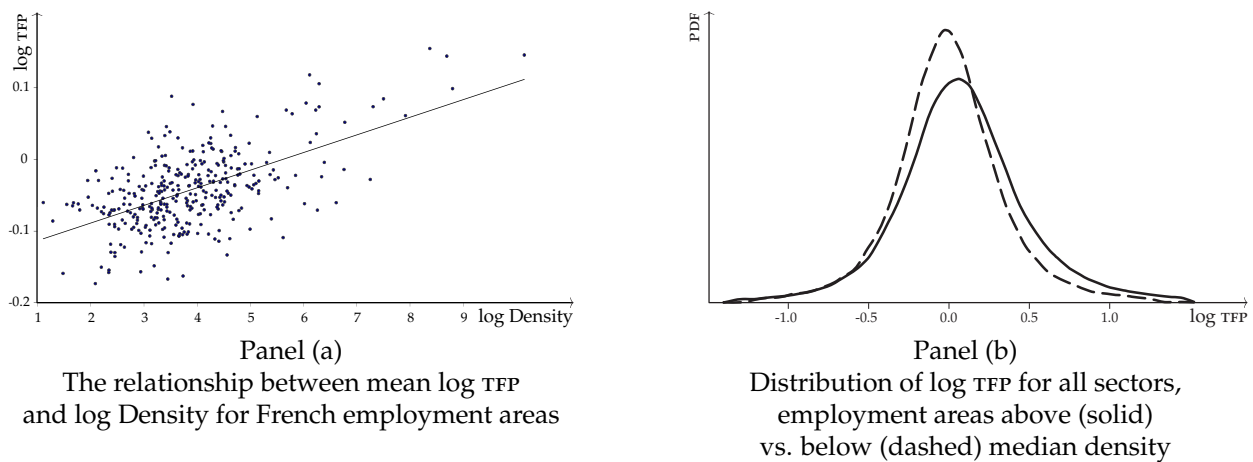 log TFP
0.1
0
-0.1
-0.2
1 2 3 4 5 6 7 8 9 log Density
Panel (a)
The relationship between mean log TFP
and log Density for French employment areas
PDF
-1.0 -0.5 0.0 0.5 1.0 log TFP
Panel (b)
Distribution of log TFP for all sectors,
employment areas above (solid)
vs. below (dashed) median density